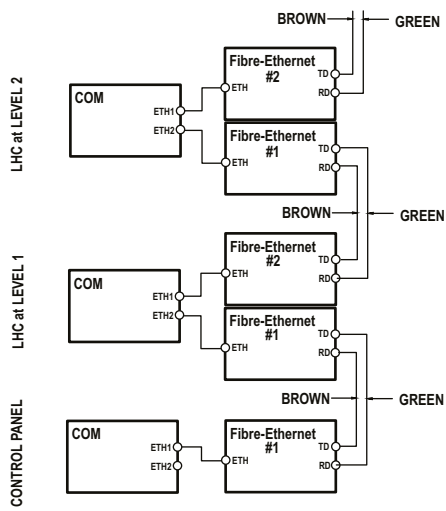 BROWN
GREEN
LHC at LEVEL 2
COM
ETH1
ETH2
Fibre-Ethernet
#2
ETH
TD
RD
Fibre-Ethernet
#1
ETH
TD
RD
BROWN
GREEN
LHC at LEVEL 1
COM
ETH1
ETH2
Fibre-Ethernet
#2
ETH
TD
RD
Fibre-Ethernet
#1
ETH
TD
RD
BROWN
GREEN
CONTROL PANEL
COM
ETH1
ETH2
Fibre-Ethernet
#1
ETH
TD
RD